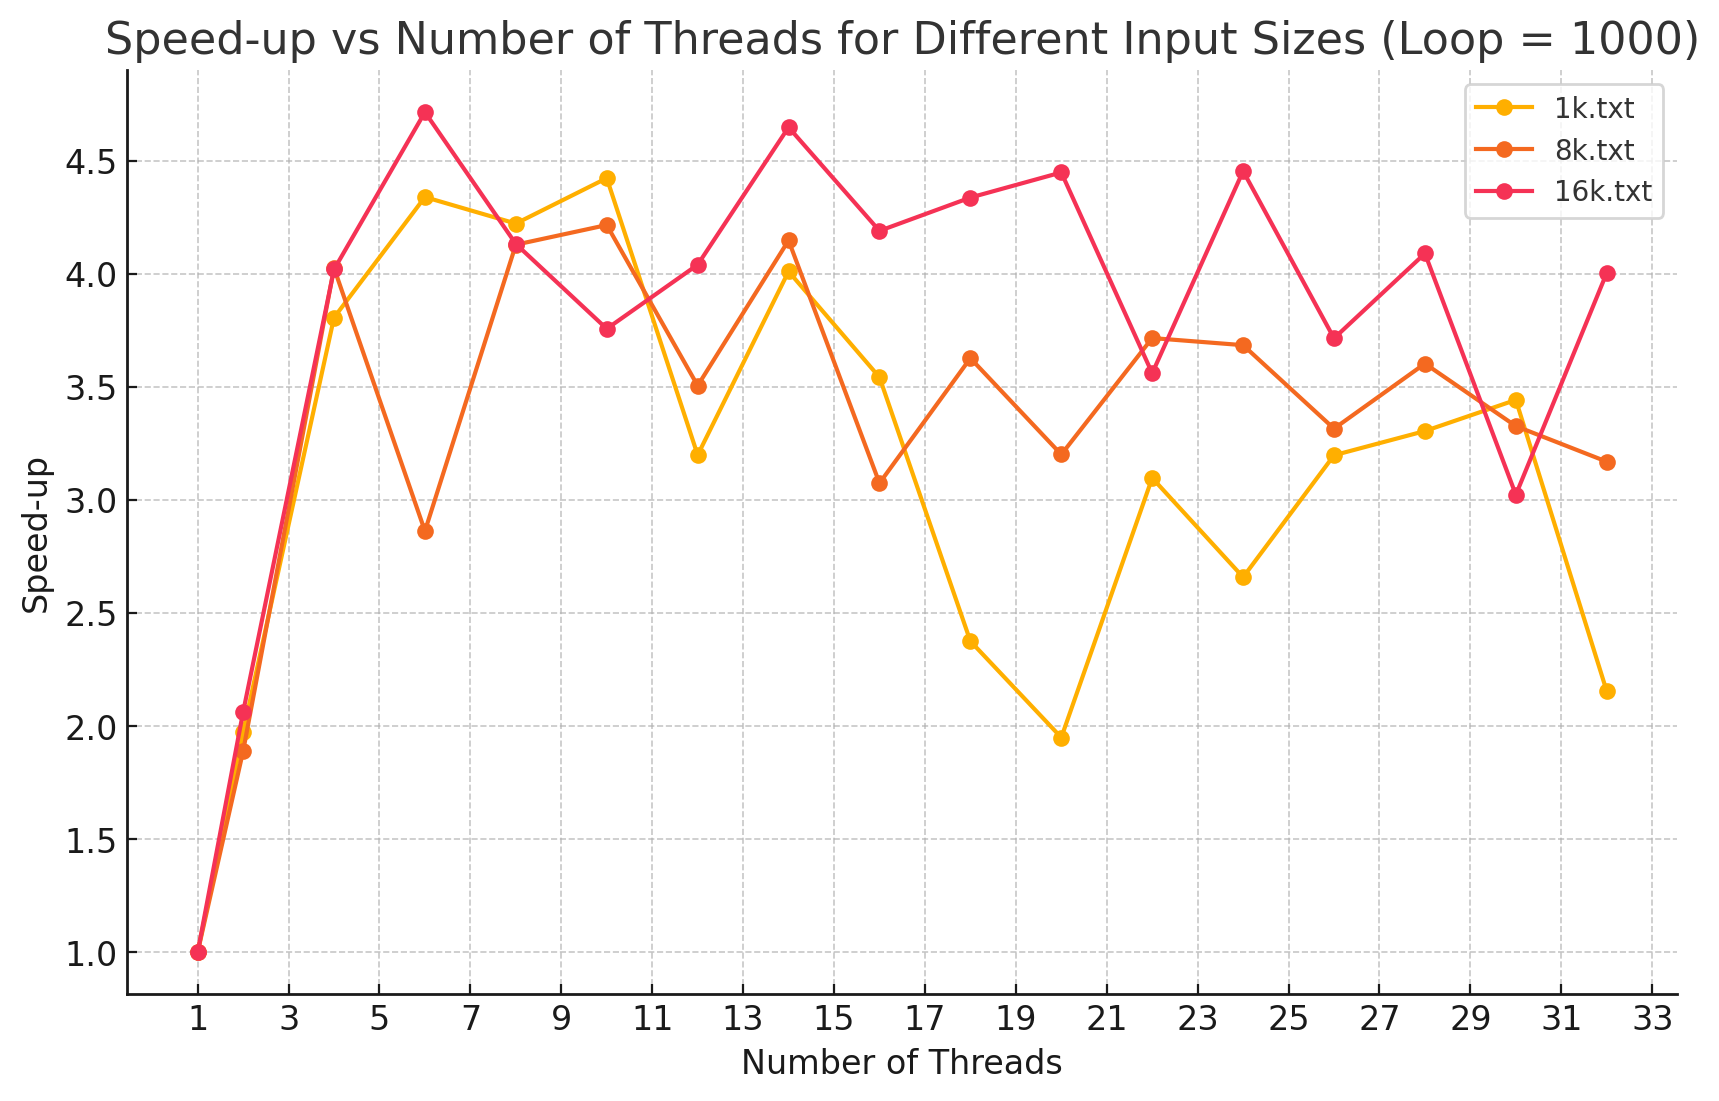 Speed-up vs Number of Threads for Different Input Sizes (Loop = 1000)
1k.txt
8k.txt
16k.txt
Speed-up
4.5
4.0
3.5
3.0
2.5
2.0
1.5
1.0
1 3 5 7 9 11 13 15 17 19 21 23 25 27 29 31 33
Number of Threads